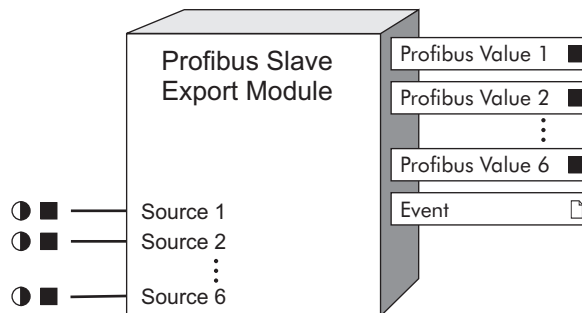 Profibus Slave
Export Module
Profibus Value 1
Profibus Value 2
Profibus Value 6
Event
Source 1
Source 2
Source 6